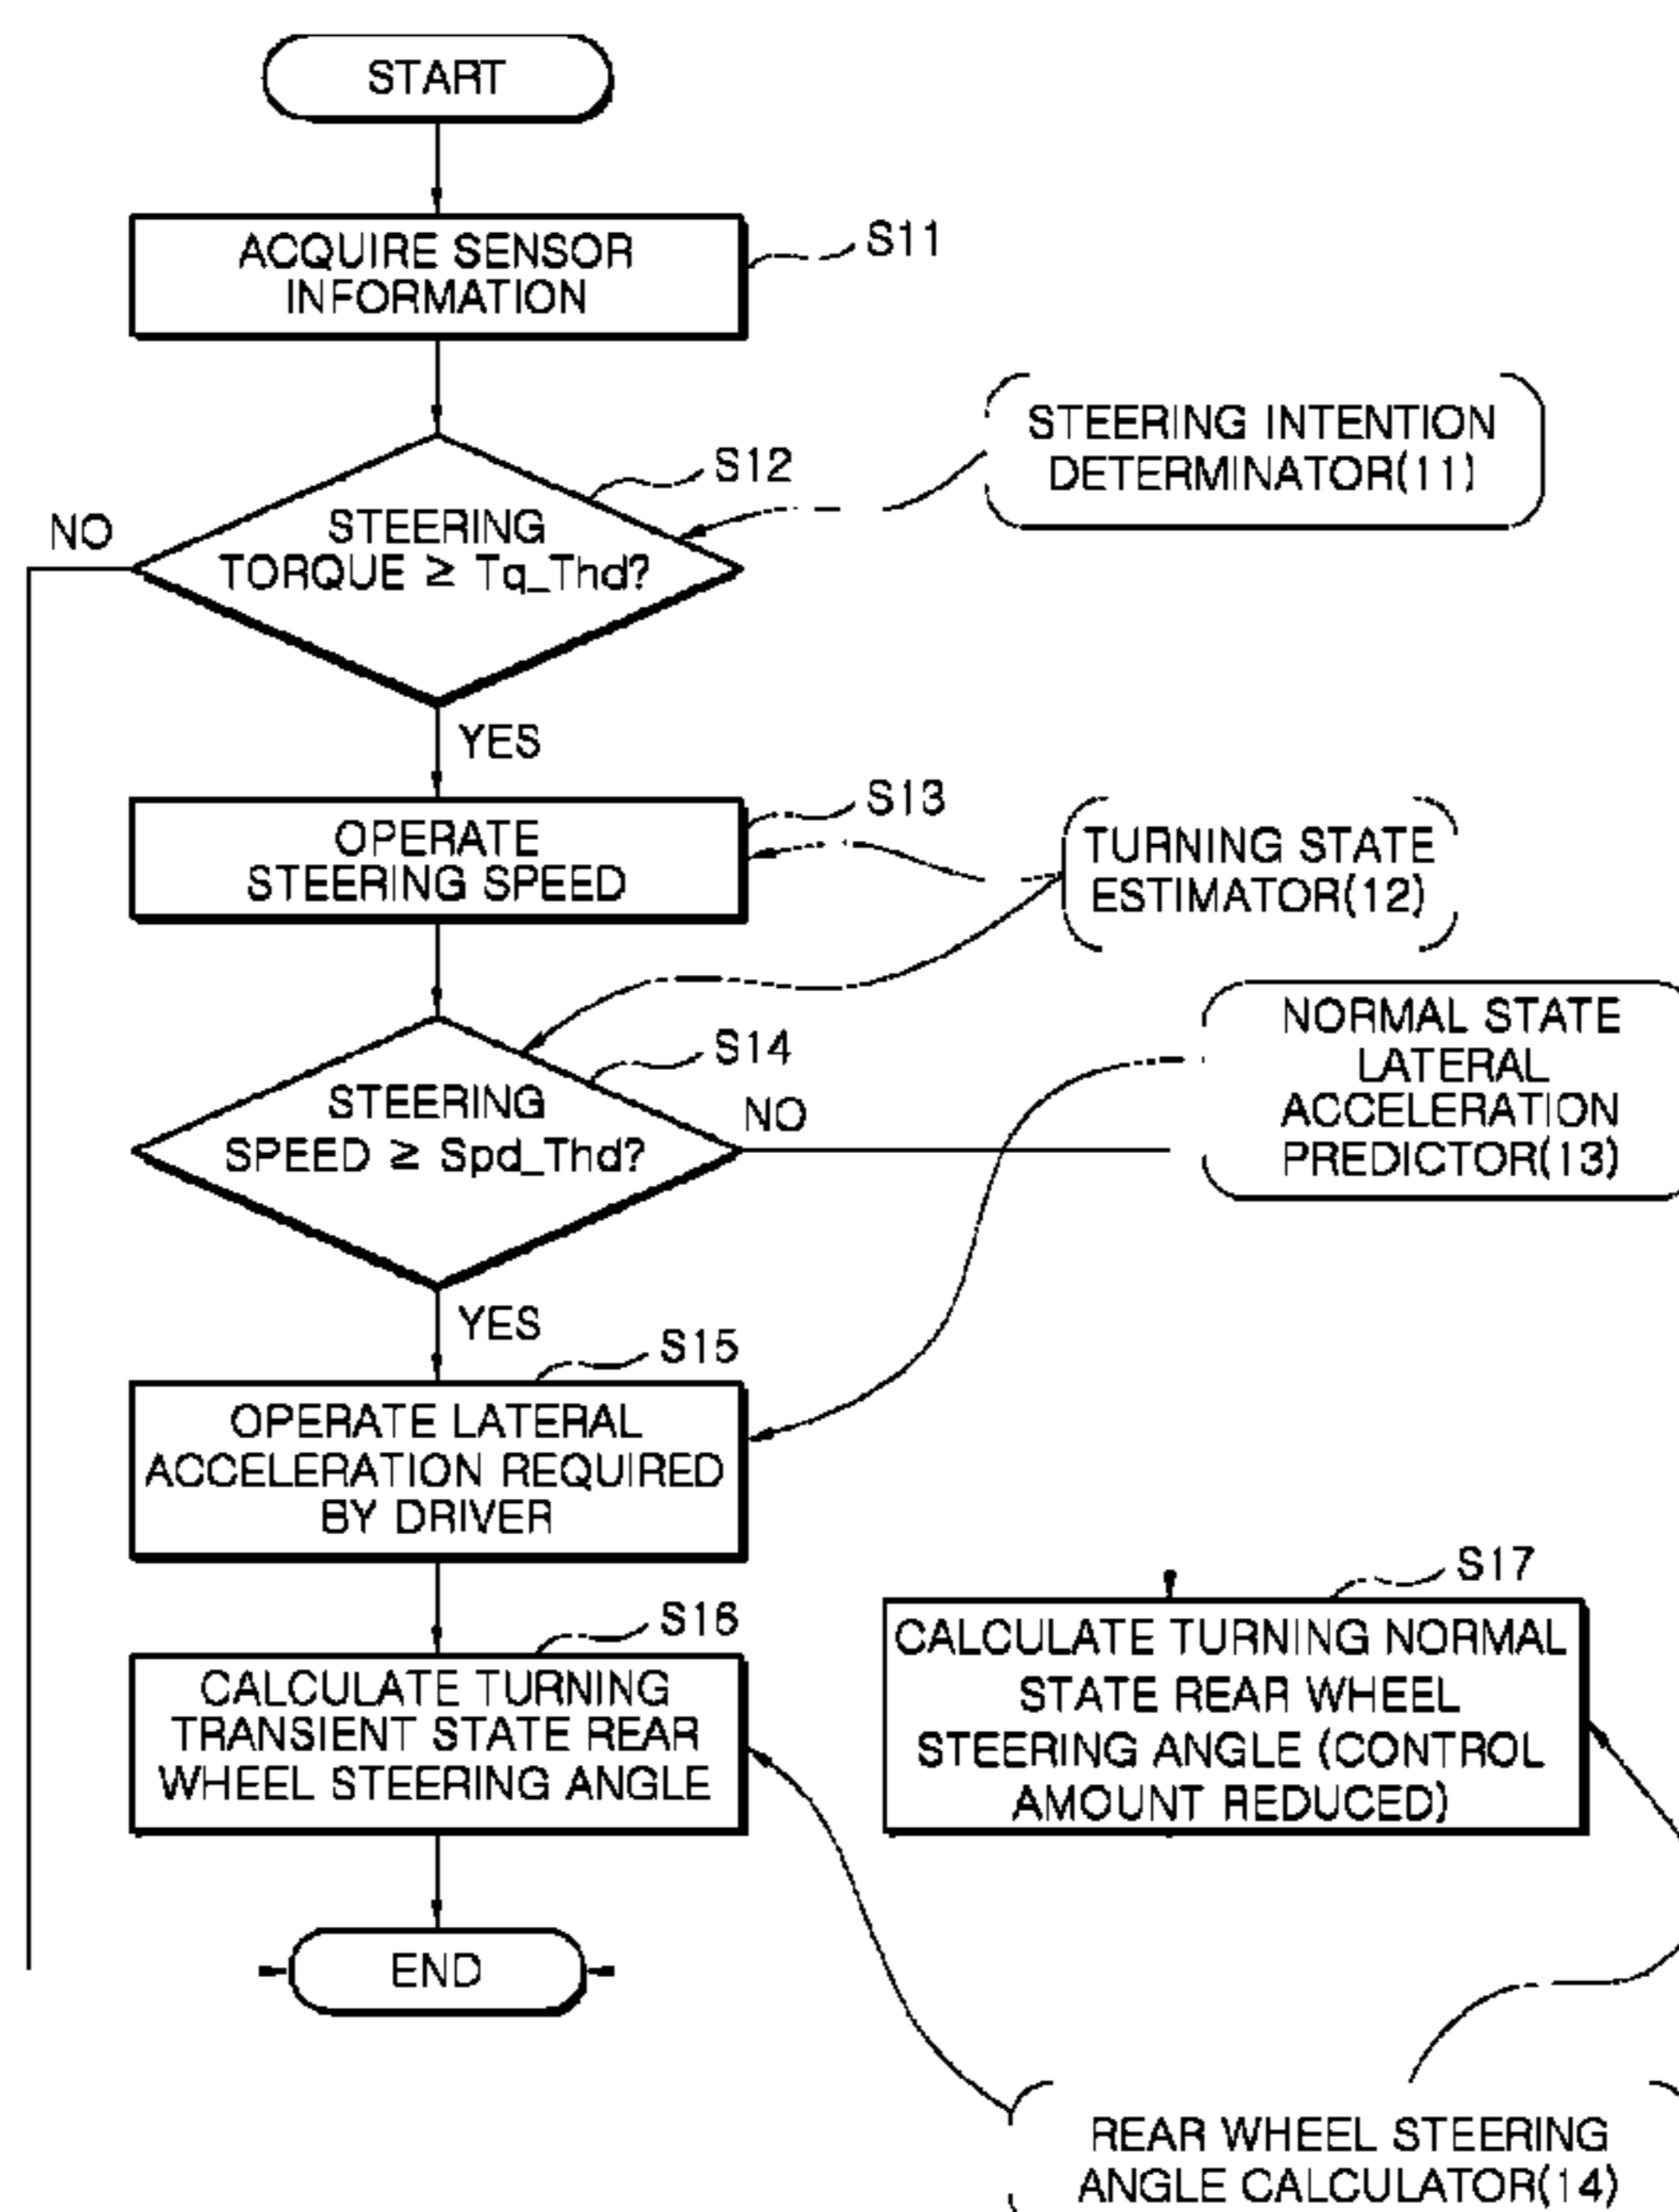 START
ACQUIRE SENSOR
INFORMATION
S11
STEERING INTENTION
DETERMINATOR(11)
S12
NO
STEERING
TORQUE ≥ Tq_Thd?
YES
S13
OPERATE
STEERING SPEED
TURNING STATE
ESTIMATOR(12)
NORMAL STATE
LATERAL
ACCELERATION
PREDICTOR(13)
S14
STEERING
SPEED ≥ Spd_Thd?
NO
YES
S15
OPERATE LATERAL
ACCELERATION REQUIRED
BY DRIVER
S16
CALCULATE TURNING
TRANSIENT STATE REAR
WHEEL STEERING ANGLE
S17
CALCULATE TURNING NORMAL
STATE REAR WHEEL
STEERING ANGLE (CONTROL
AMOUNT REDUCED)
END
REAR WHEEL STEERING
ANGLE CALCULATOR(14)